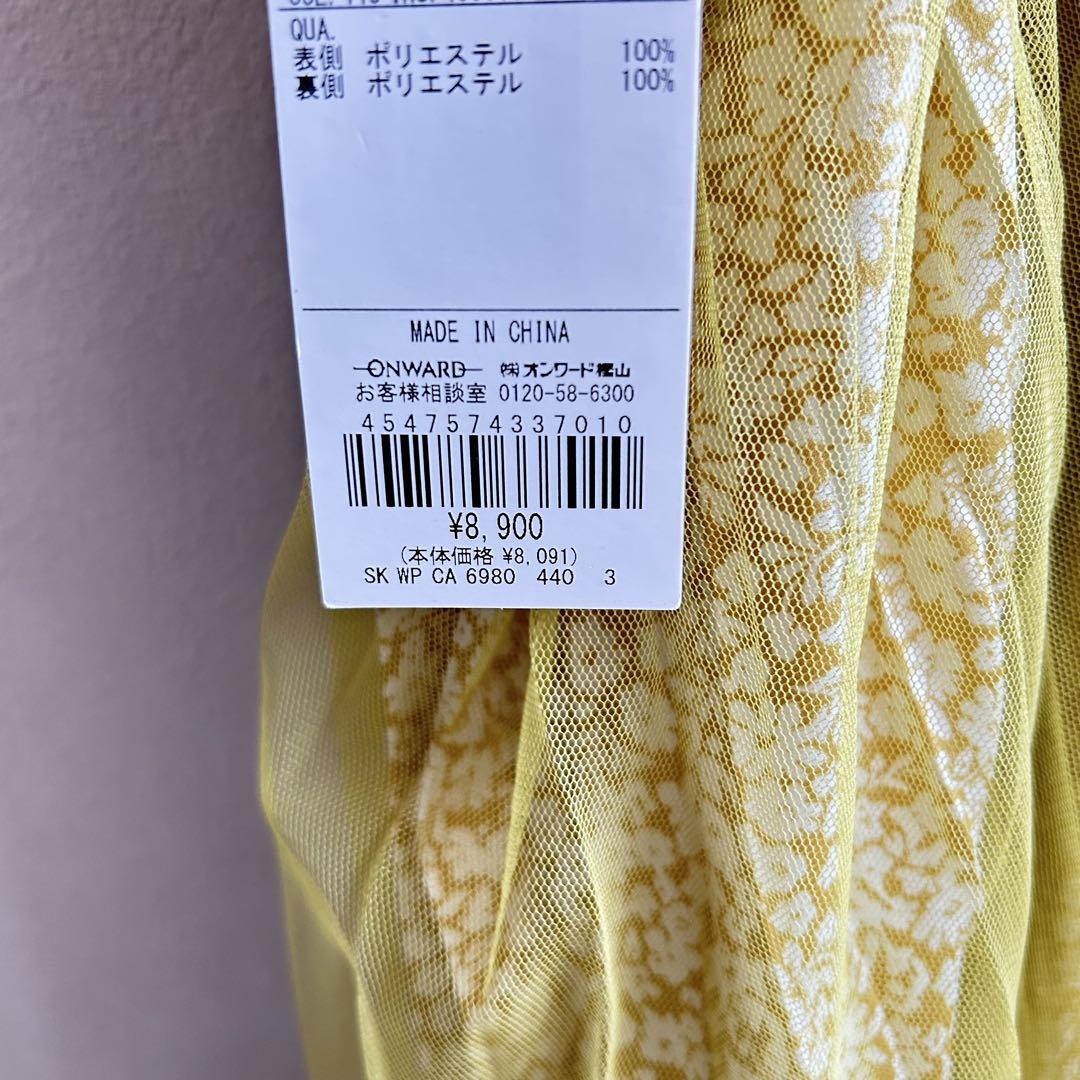 QUA.
表側 ポリエステル 100%
裏側 ポリエステル 100%
MADE IN CHINA
ONWARD ㈱オンワード樫山
お客様相談室 0120-58-6300
4547574337010
¥8,900
(本体価格 ¥8,091)
SK WP CA 6980 440 3